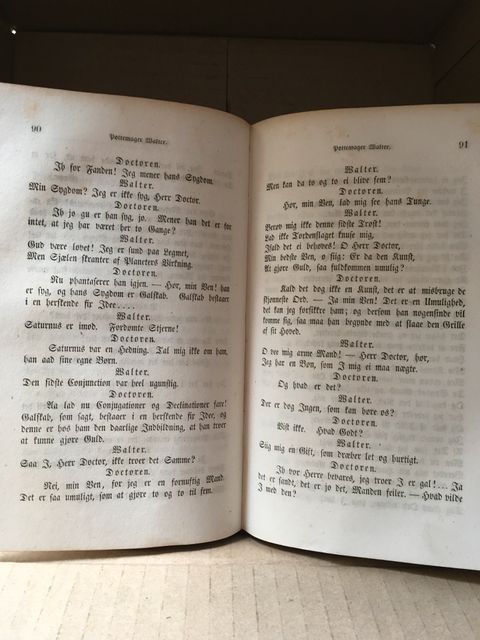 90
Pottemager Walter.
Doctoren.
Ih for Fanden! Jeg mener hans Sygdom.
Walter.
Min Sygdom? Jeg er ikke syg, Herr Doctor.
Doctoren.
Ih jo gu er han syg, jo. Mener han det er for
intet, at jeg har været her to Gange?
Walter.
Gud være lovet! Jeg er sund paa Legmet,
Men Sjælen skranter af Planeters Virkning.
Doctoren.
Nu phantaserer han igjen. — Hør, min Ben! han
er syg, og hans Sygdom er Galskab. Galskab bestaaer
i en herskende fix Idee. . . .
Walter.
Saturnus er imod. Fordømte Stjerne!
Doctoren.
Saturnus var en Hedning. Tal mig ikke om ham,
han aad sine egne Børn.
Walter.
Den sidste Conjunction var heel ugunstig.
Doctoren.
Aa lad nu Conjugationer og Declinationer fare!
Galskab, som sagt, bestaaer i en herskende fix Idee, og
denne er hos ham den daarlige Indbildning, at han troer
at kunne gjøre Guld.
Walter.
Saa I, Herr Doctor, ikke troer det Samme?
Doctoren.
Nei, min Ven, for jeg er en fornuftig Mand.
Det er saa umuligt, som at gjøre to og to til fem.
Pottemager Walter.
91
Walter.
Men kan da to og to ei blive fem?
Doctoren.
Hør, min Ven, lad mig see hans Tunge.
Walter.
Berøv mig ikke denne sidste Trøst!
Lad ikke Tordenslaget knuse mig,
Ifald det ei behøves! O Herr Doctor,
Min bedste Ven, o siig: Er da den Kunst,
At gjøre Guld, saa fuldkommen umulig?
Doctoren.
Kald det dog ikke en Kunst, det er at misbruge de
skjønneste Ord. — Ja min Ven! Det er en Umulighed,
det kan jeg forsikkre ham; og dersom han nogensinde vil
komme sig, saa maa han begynde med at slaae den Grille
af sit Hoved.
Walter.
O vee mig arme Mand! — Herr Doctor, hør,
Jeg har en Bøn, som I mig ei maa nægte.
Doctoren.
Og hvad er det?
Walter.
Der er dog Ingen, som kan høre os?
Doctoren.
Vist ikke. Hvad Godt?
Walter.
Siig mig en Gift, som dræber let og hurtigt.
Doctoren.
Ih vor Herre bevares, jeg troer I er gal! . . . Ja
det er sandt, det er jo det, Manden feiler. — Hvad vilde
I med den?